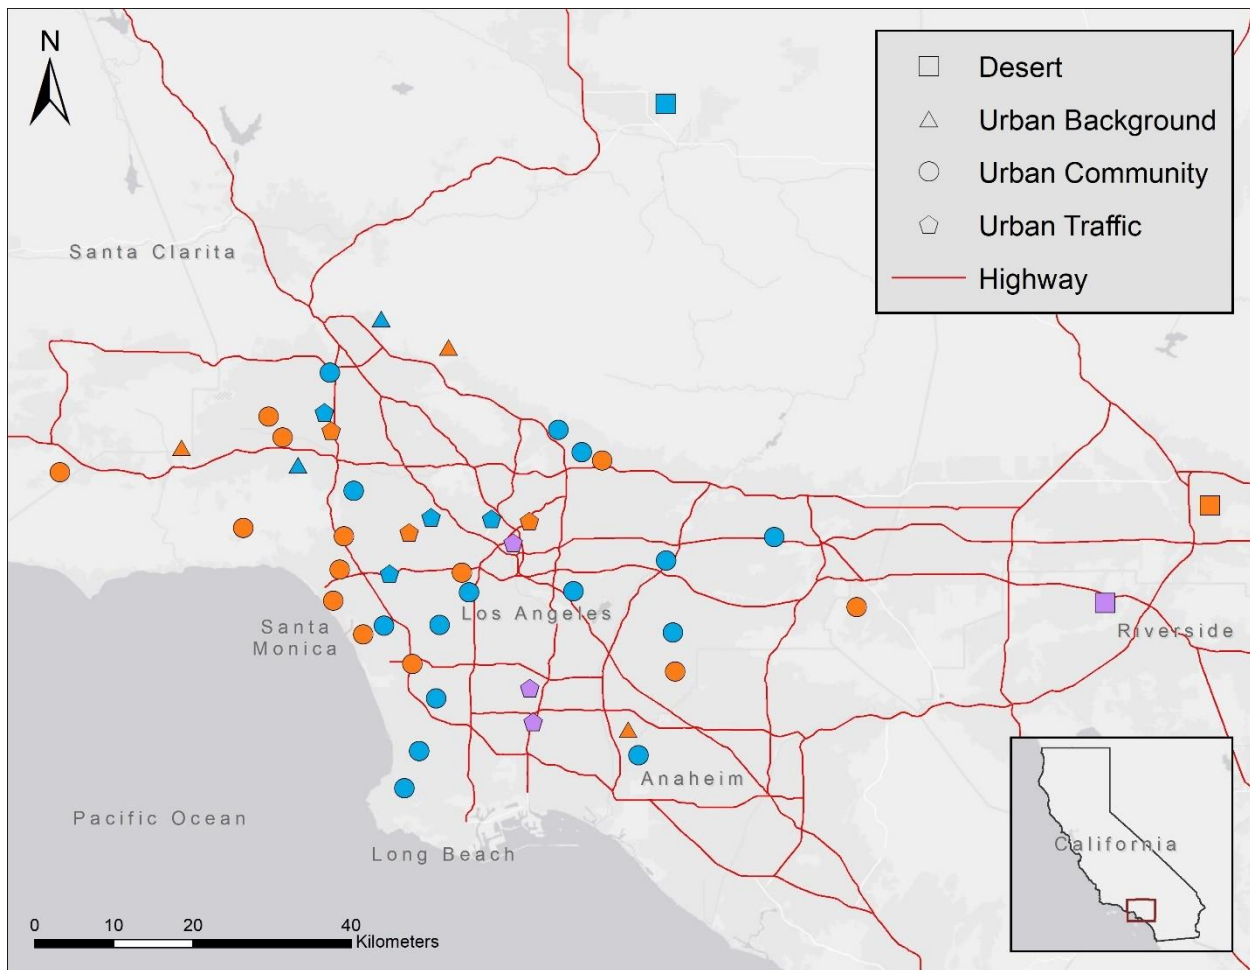 N
Desert
Urban Background
Urban Community
Urban Traffic
Highway
Santa Clarita
Los Angeles
Santa
Monica
Riverside
Anaheim
Pacific Ocean
Long Beach
California
0 10 20 40
Kilometers